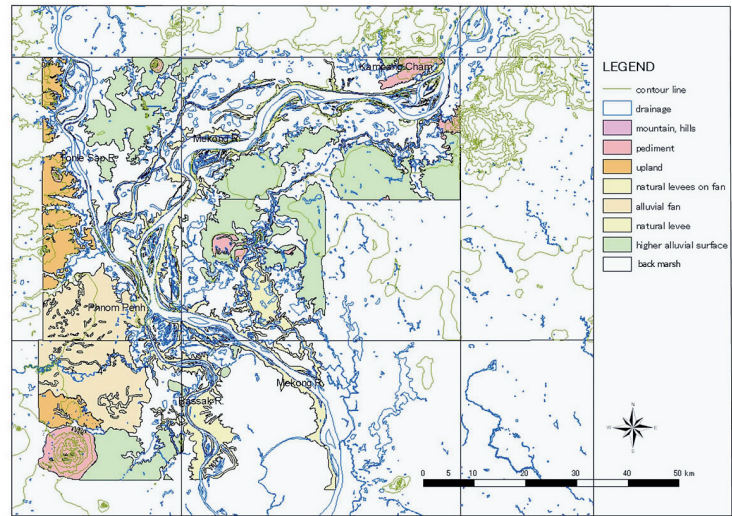 Kampong Cham
Mekong R.
Tonle Sap R.
Phnom Penh
Mekong R.
Bassak R.
LEGEND
contour line
drainage
mountain, hills
pediment
upland
natural levees on fan
alluvial fan
natural levee
higher alluvial surface
back marsh
N
W E
S
0 5 10 20 30 40 50 km